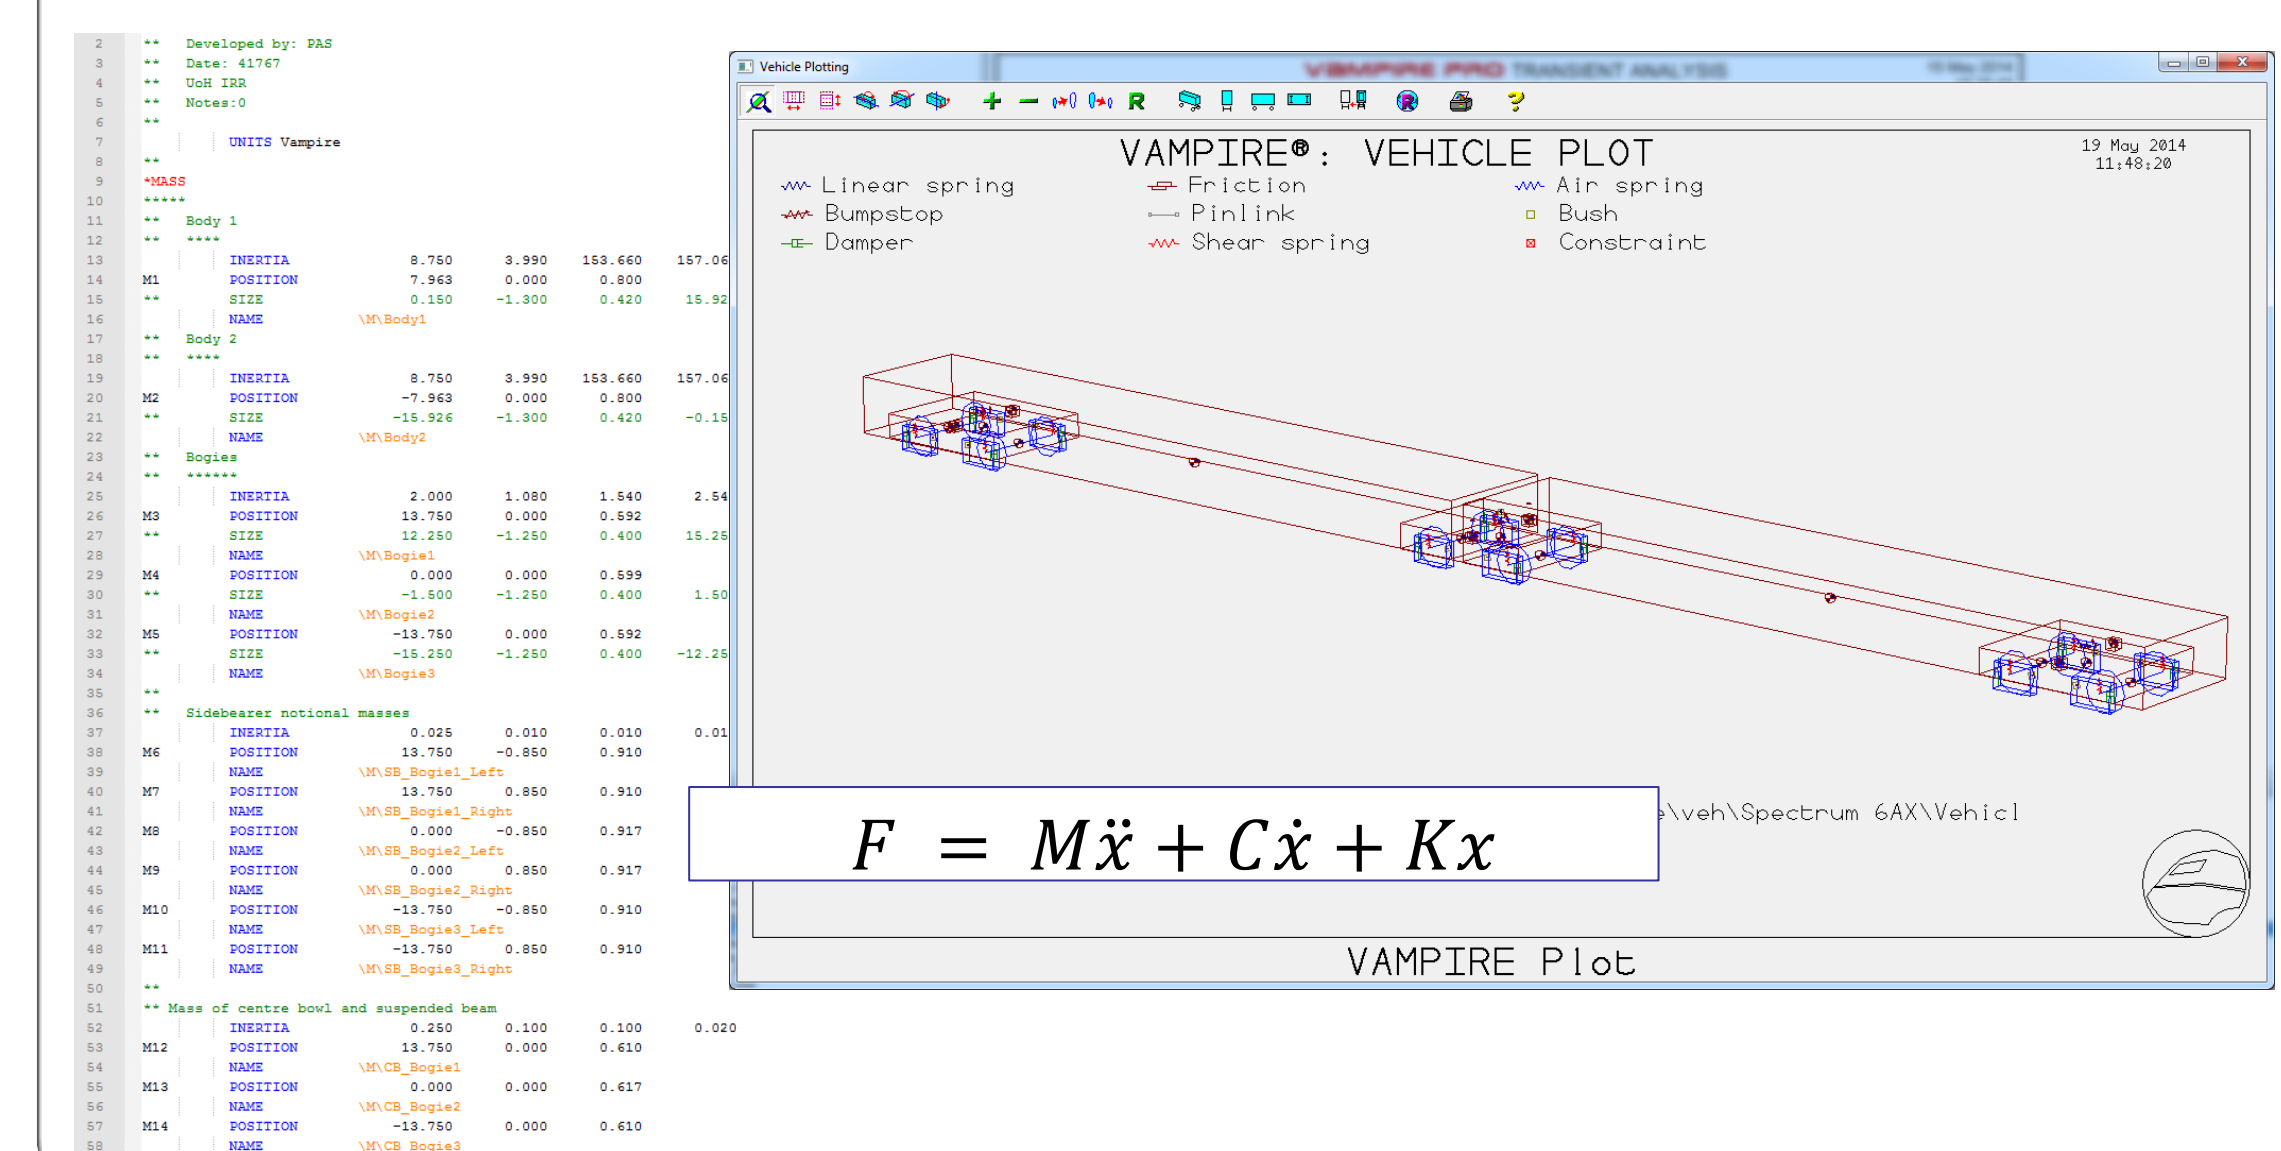 2 ** Developed by: PAS
3 ** Date: 41767
4 ** UoH IRR
5 ** Notes:0
6 **
7 UNITS Vampire
8 **
9 *MASS
10 *****
11 ** Body 1
12 ** ****
13 INERTIA 8.750 3.990 153.660 157.06
14 M1 POSITION 7.963 0.000 0.800
15 ** SIZE 0.150 -1.300 0.420 15.92
16 NAME \M\Body1
17 ** Body 2
18 ** ****
19 INERTIA 8.750 3.990 153.660 157.06
20 M2 POSITION -7.963 0.000 0.800
21 ** SIZE -15.926 -1.300 0.420 -0.15
22 NAME \M\Body2
23 ** Bogies
24 ** ******
25 INERTIA 2.000 1.080 1.540 2.54
26 M3 POSITION 13.750 0.000 0.592
27 ** SIZE 12.250 -1.250 0.400 15.25
28 NAME \M\Bogie1
29 M4 POSITION 0.000 0.000 0.599
30 ** SIZE -1.500 -1.250 0.400 1.50
31 NAME \M\Bogie2
32 M5 POSITION -13.750 0.000 0.592
33 ** SIZE -15.250 -1.250 0.400 -12.25
34 NAME \M\Bogie3
35 **
36 ** Sidebearer notional masses
37 INERTIA 0.025 0.010 0.010 0.01
38 M6 POSITION 13.750 -0.850 0.910
39 NAME \M\SB_Bogie1_Left
40 M7 POSITION 13.750 0.850 0.910
41 NAME \M\SB_Bogie1_Right
42 M8 POSITION 0.000 -0.850 0.917
43 NAME \M\SB_Bogie2_Left
44 M9 POSITION 0.000 0.850 0.917
45 NAME \M\SB_Bogie2_Right
46 M10 POSITION -13.750 -0.850 0.910
47 NAME \M\SB_Bogie3_Left
48 M11 POSITION -13.750 0.850 0.910
49 NAME \M\SB_Bogie3_Right
50 **
51 ** Mass of centre bowl and suspended beam
52 INERTIA 0.250 0.100 0.100 0.020
53 M12 POSITION 13.750 0.000 0.610
54 NAME \M\CB_Bogie1
55 M13 POSITION 0.000 0.000 0.617
56 NAME \M\CB_Bogie2
57 M14 POSITION -13.750 0.000 0.610
58 NAME \M\CB_Bogie3
Vehicle Plotting
VAMPIRE PRO TRANSIENT ANALYSIS
R R ?
VAMPIRE®: VEHICLE PLOT
19 May 2014
11:48:20
Linear spring Friction Air spring
Bumpstop Pinlink Bush
Damper Shear spring Constraint
\veh\Spectrum 6AX\Vehicl
F = Mẍ + Cẋ + Kx
VAMPIRE Plot